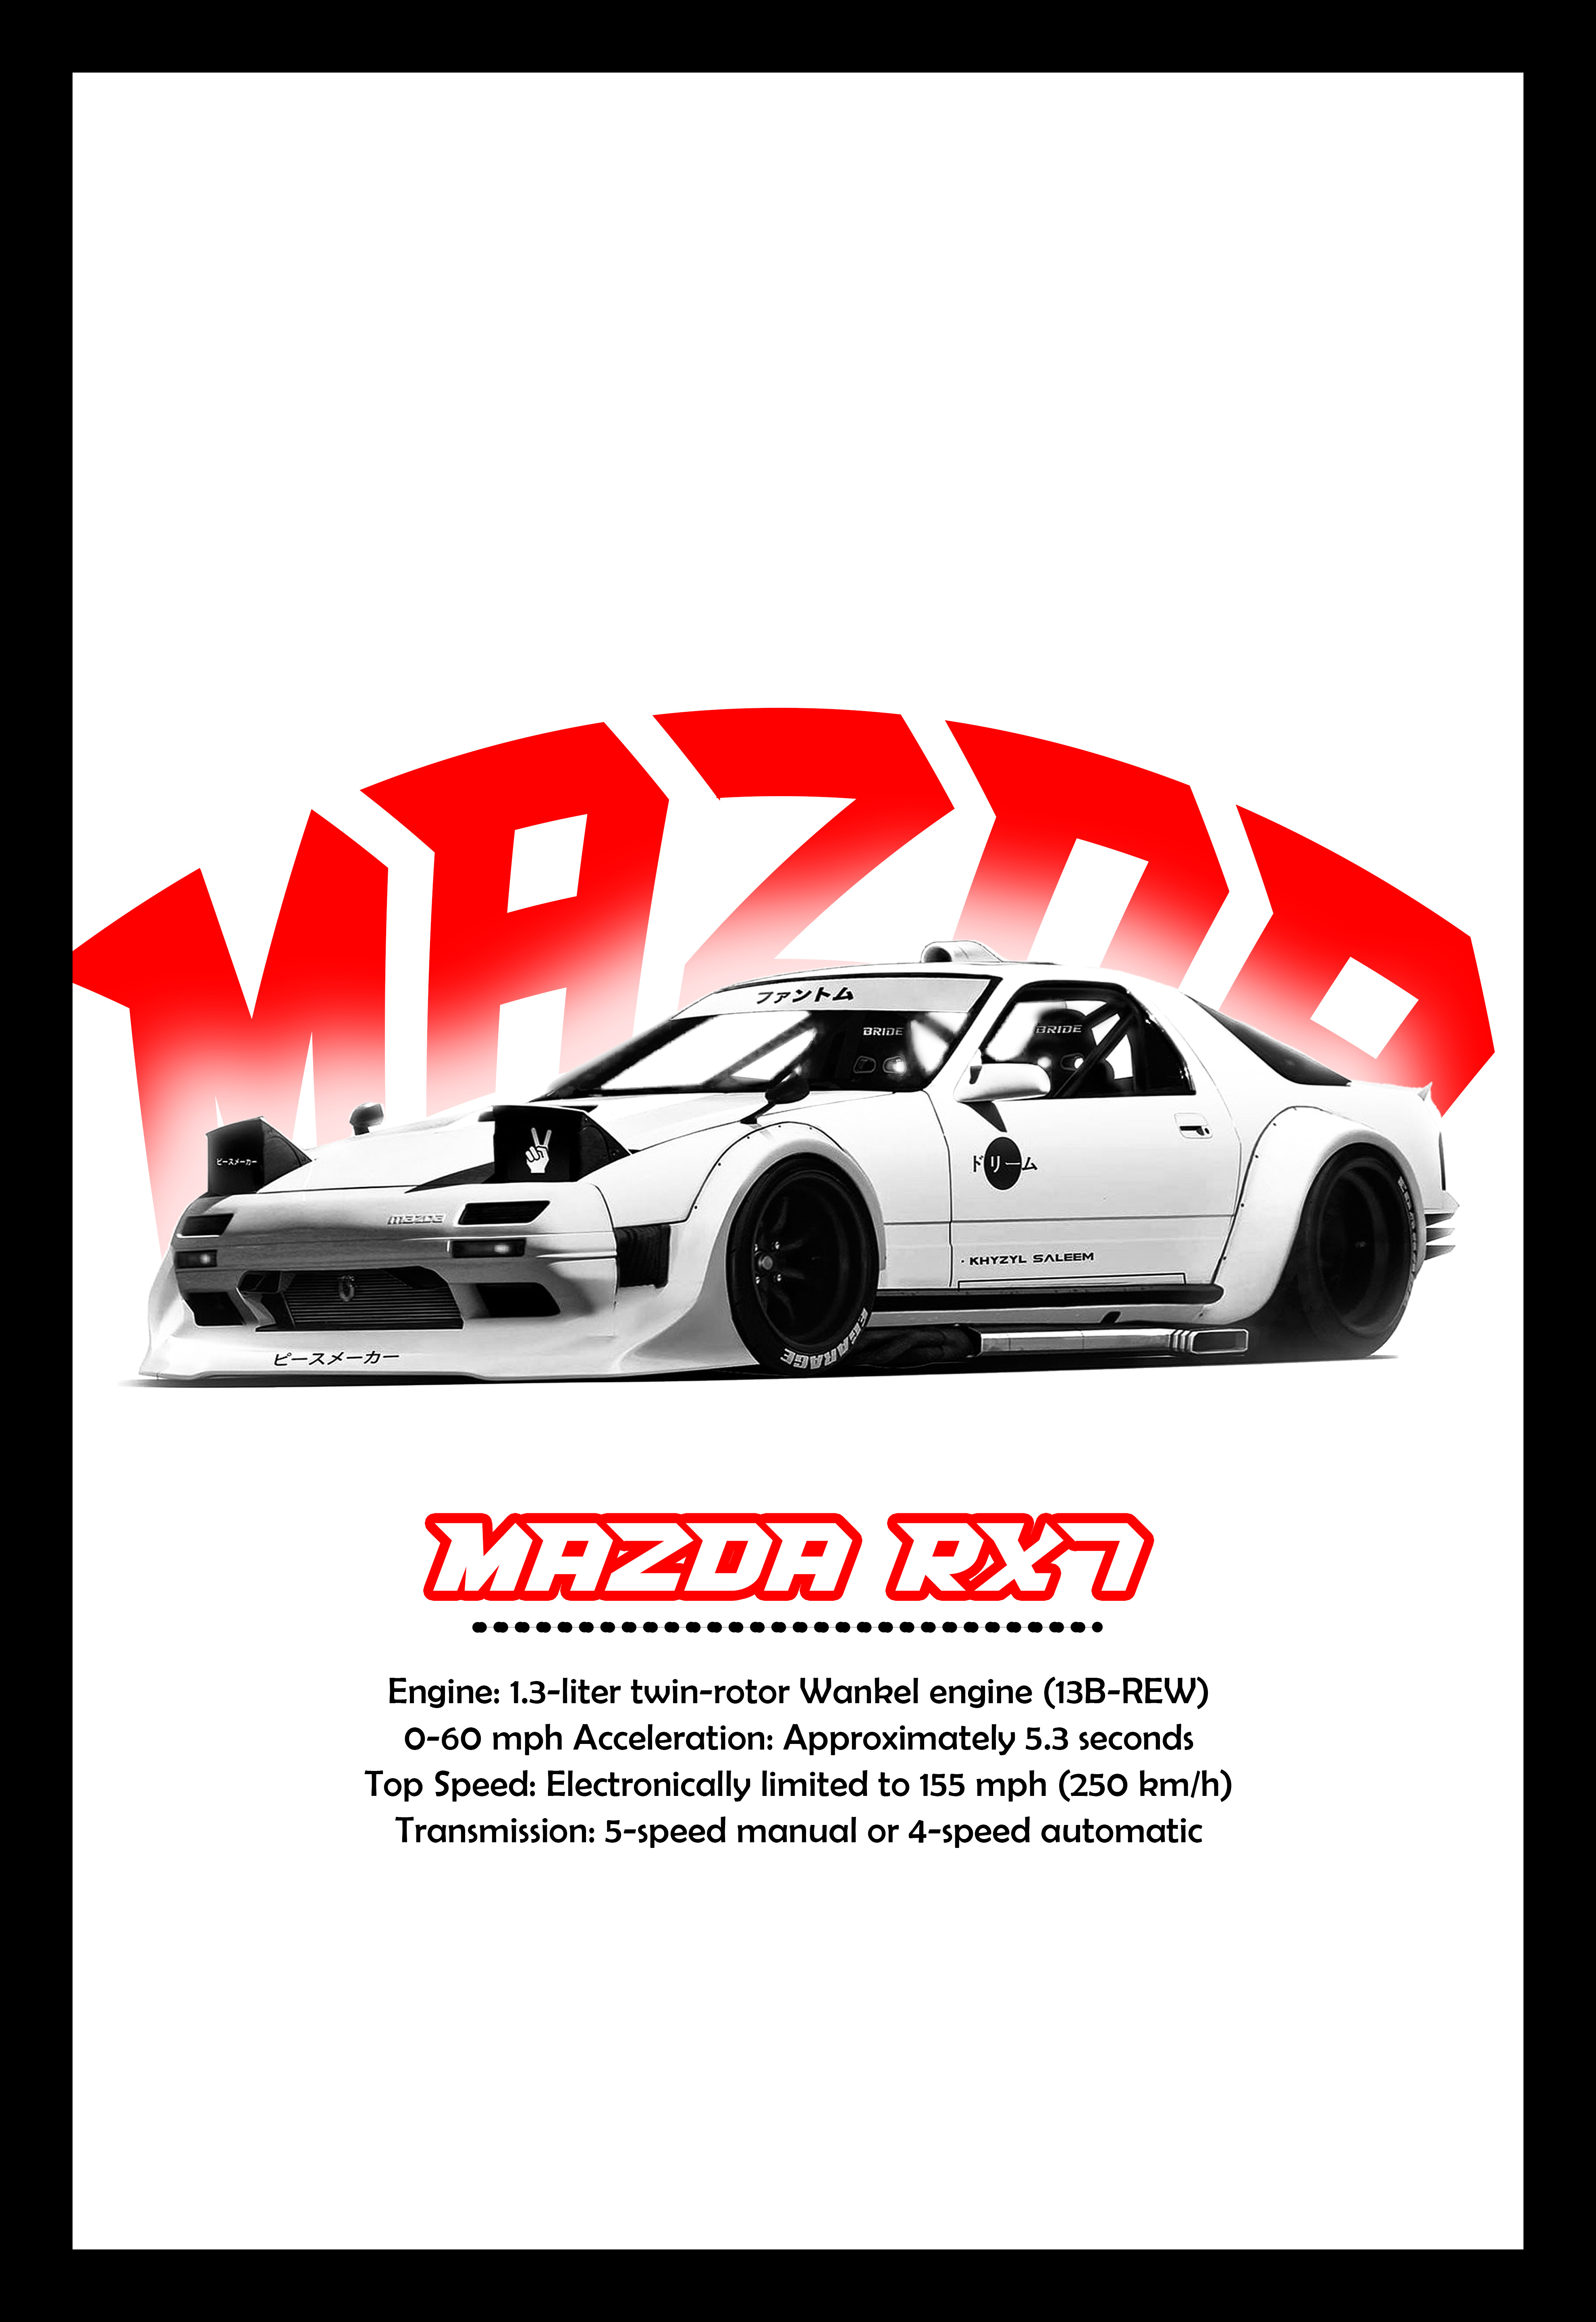 MAZDA
ファントム
BRIDE
BRIDE
ピースメーカー
ドリーム
mazda
· KHYZYL SALEEM
ピースメーカー
FGARAGE
MAZDA RX7
Engine: 1.3-liter twin-rotor Wankel engine (13B-REW)
0-60 mph Acceleration: Approximately 5.3 seconds
Top Speed: Electronically limited to 155 mph (250 km/h)
Transmission: 5-speed manual or 4-speed automatic